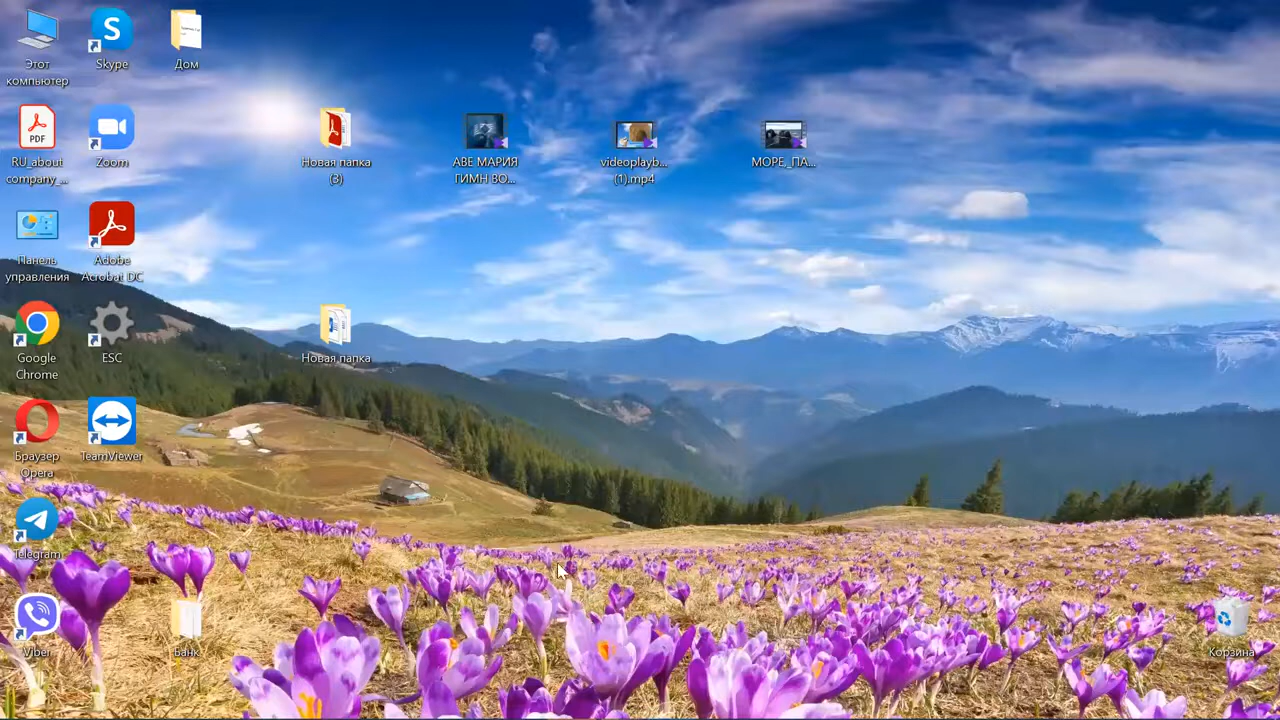 Этот
компьютер
Skype
Дом
PDF
RU_about
company_...
Zoom
Новая папка
(3)
АВЕ МАРИЯ
ГИМН ВО...
videoplayb...
(1).mp4
МОРЕ_ПА...
Панель
управления
Adobe
Acrobat DC
Google
Chrome
ESC
Новая папка
Браузер
Opera
TeamViewer
Telegram
Viber
Банк
Корзина